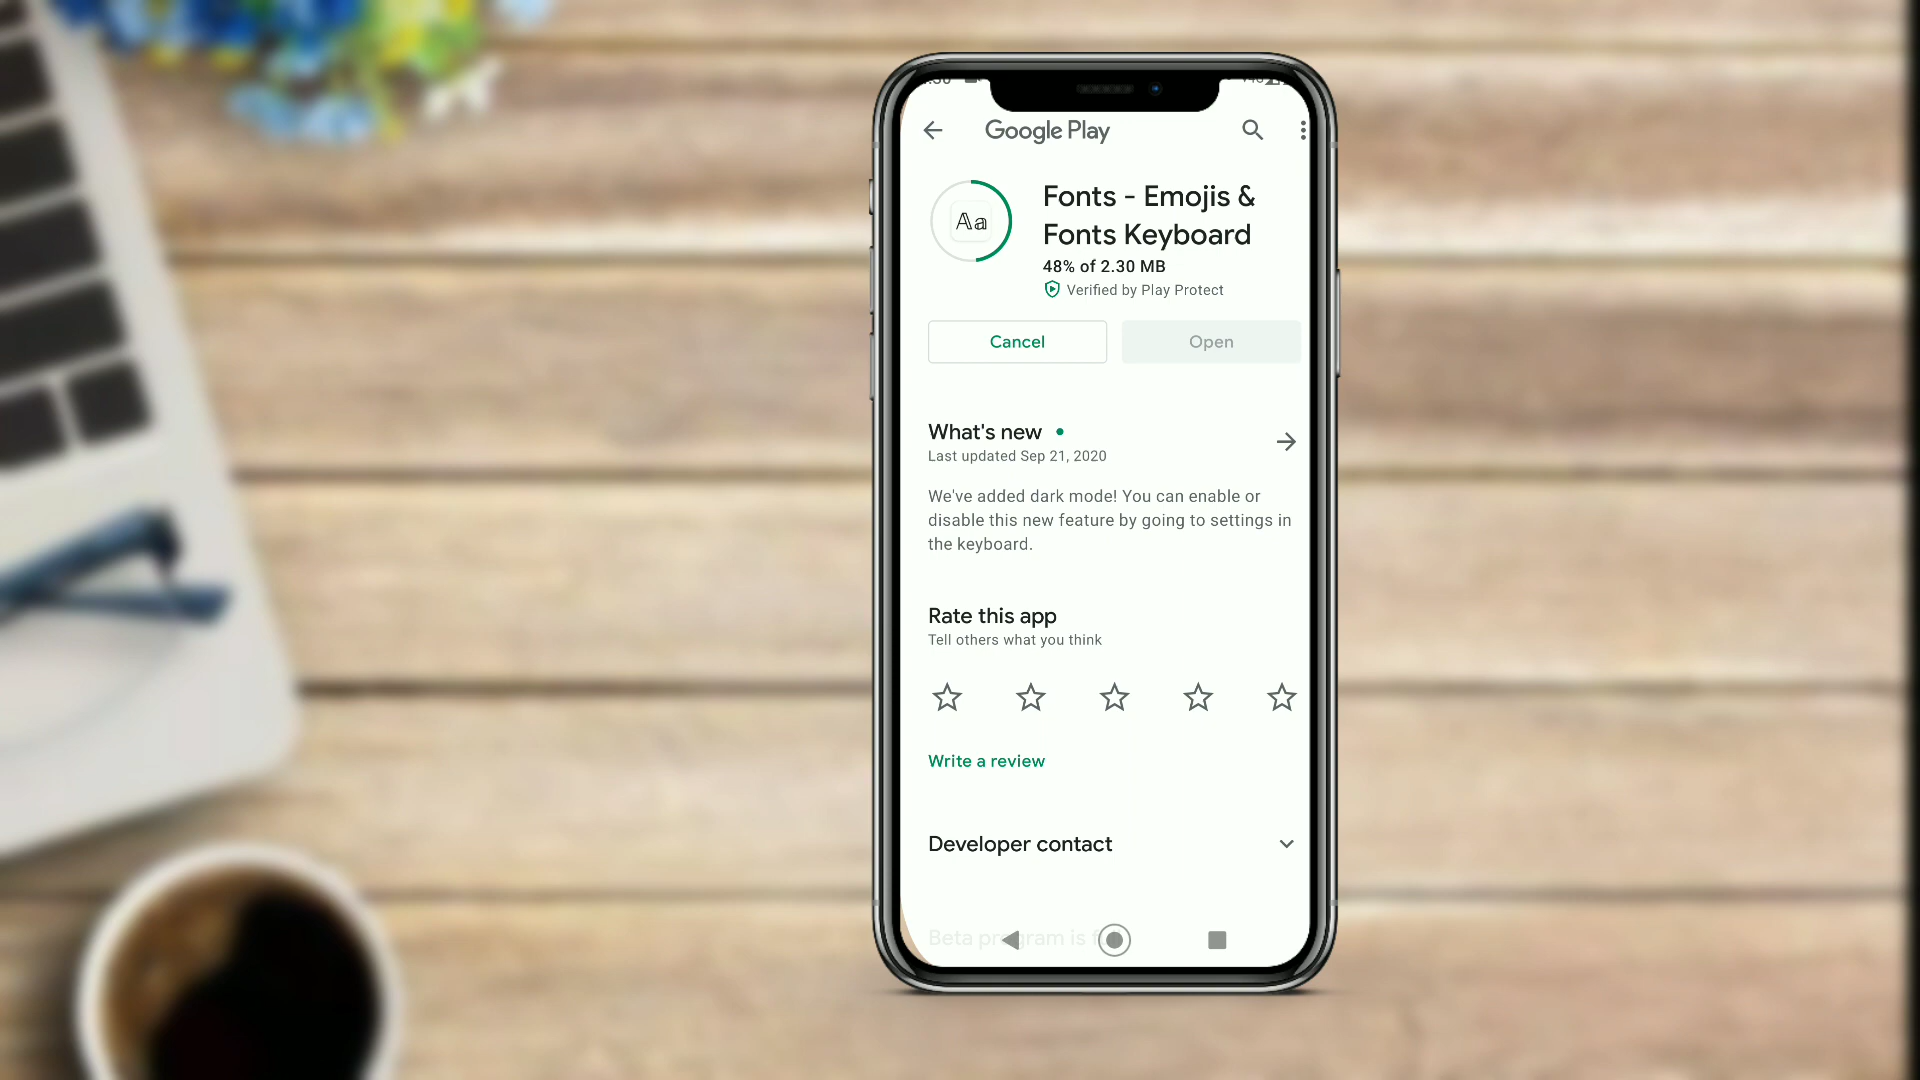 Google Play
Aa
Fonts - Emojis &
Fonts Keyboard
48% of 2.30 MB
Verified by Play Protect
Cancel
Open
What's new
Last updated Sep 21, 2020
We've added dark mode! You can enable or
disable this new feature by going to settings in
the keyboard.
Rate this app
Tell others what you think
Write a review
Developer contact
Beta program is f